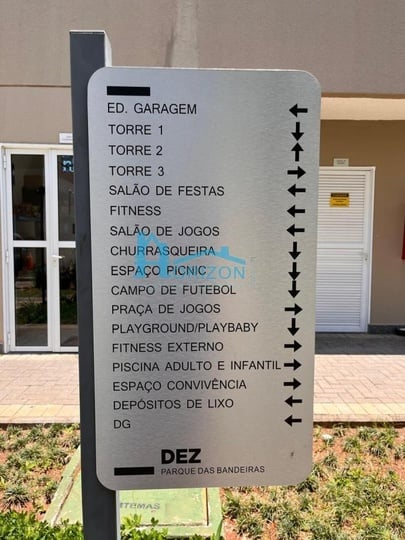 ED. GARAGEM ←
TORRE 1 ↓
TORRE 2 ↑
TORRE 3 →
SALÃO DE FESTAS ←
FITNESS ←
SALÃO DE JOGOS ←
CHURRASQUEIRA ↓
ESPAÇO PICNIC ↓
CAMPO DE FUTEBOL ↓
PRAÇA DE JOGOS →
PLAYGROUND/PLAYBABY ↓
FITNESS EXTERNO →
PISCINA ADULTO E INFANTIL →
ESPAÇO CONVIVÊNCIA →
DEPÓSITOS DE LIXO ←
DG ←
DEZ
PARQUE DAS BANDEIRAS